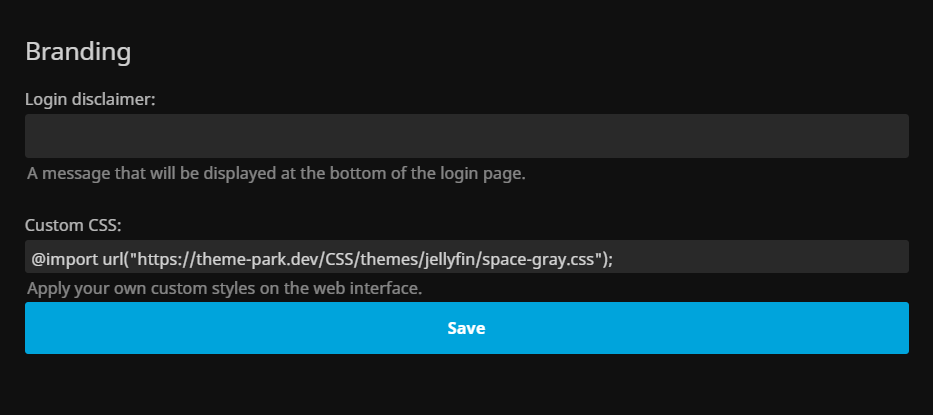 Branding
Login disclaimer:
A message that will be displayed at the bottom of the login page.
Custom CSS:
@import url("https://theme-park.dev/CSS/themes/jellyfin/space-gray.css");
Apply your own custom styles on the web interface.
Save